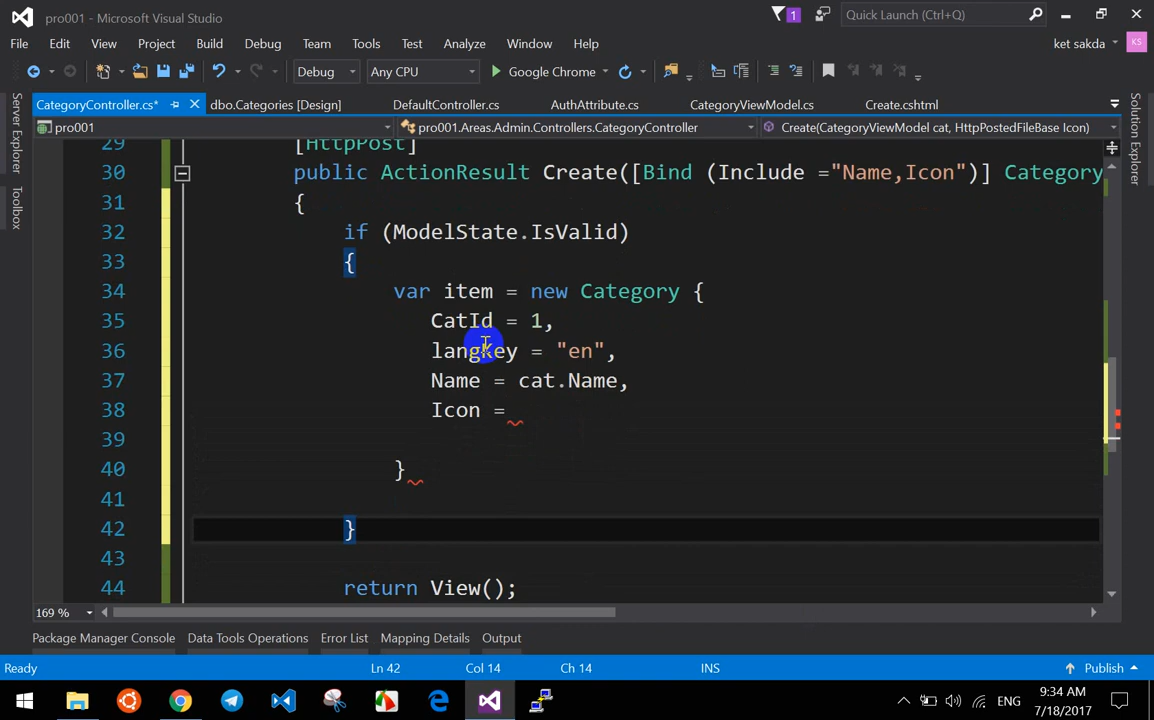 pro001 - Microsoft Visual Studio
1
Quick Launch (Ctrl+Q)
File Edit View Project Build Debug Team Tools Test Analyze Window Help
ket sakda
KS
Debug Any CPU Google Chrome
CategoryController.cs* dbo.Categories [Design] DefaultController.cs AuthAttribute.cs CategoryViewModel.cs Create.cshtml
pro001 pro001.Areas.Admin.Controllers.CategoryController Create(CategoryViewModel cat, HttpPostedFileBase Icon)
Server Explorer
Toolbox
Solution Explorer
29 [HttpPost]
30 public ActionResult Create([Bind (Include ="Name,Icon")] Category
31 {
32 if (ModelState.IsValid)
33 {
34 var item = new Category {
35 CatId = 1,
36 langKey = "en",
37 Name = cat.Name,
38 Icon =
39
40 }
41
42 }
43
44 return View();
169 %
Package Manager Console Data Tools Operations Error List Mapping Details Output
Ready Ln 42 Col 14 Ch 14 INS Publish
ENG
9:34 AM
7/18/2017